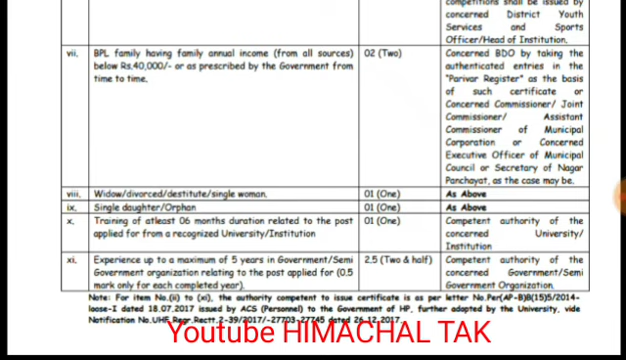 competitions shall be issued by
concerned District Youth
Services and Sports
Officer/Head of Institution.
vii. BPL family having family annual income (from all sources) 02 (Two) Concerned BDO by taking the
below Rs.40,000/- or as prescribed by the Government from authenticated entries in the
time to time. "Parivar Register" as the basis
of such certificate or
Concerned Commissioner/ Joint
Commissioner/ Assistant
Commissioner of Municipal
Corporation or Concerned
Executive Officer of Municipal
Council or Secretary of Nagar
Panchayat, as the case may be.
viii. Widow/divorced/destitute/single woman. 01 (One) As Above
ix. Single daughter/Orphan 01 (One) As Above
x. Training of atleast 06 months duration related to the post 01 (One) Competent authority of the
applied for from a recognized University/Institution concerned University/
Institution
xi. Experience up to a maximum of 5 years in Government/Semi 2.5 (Two & half) Competent authority of the
Government organization relating to the post applied for (0.5 concerned Government/Semi
mark only for each completed year). Government Organization.
Note: For item No.(ii) to (xi), the authority competent to issue certificate is as per letter No.Per(AP-B)B(15)5/2014-
loose-I dated 18.07.2017 issued by ACS (Personnel) to the Government of HP, further adopted by the University, vide
Notification No.UHF.Regr.Rectt.2-39/2017/-27703-27745 dated 26.12.2017.
Youtube HIMACHAL TAK